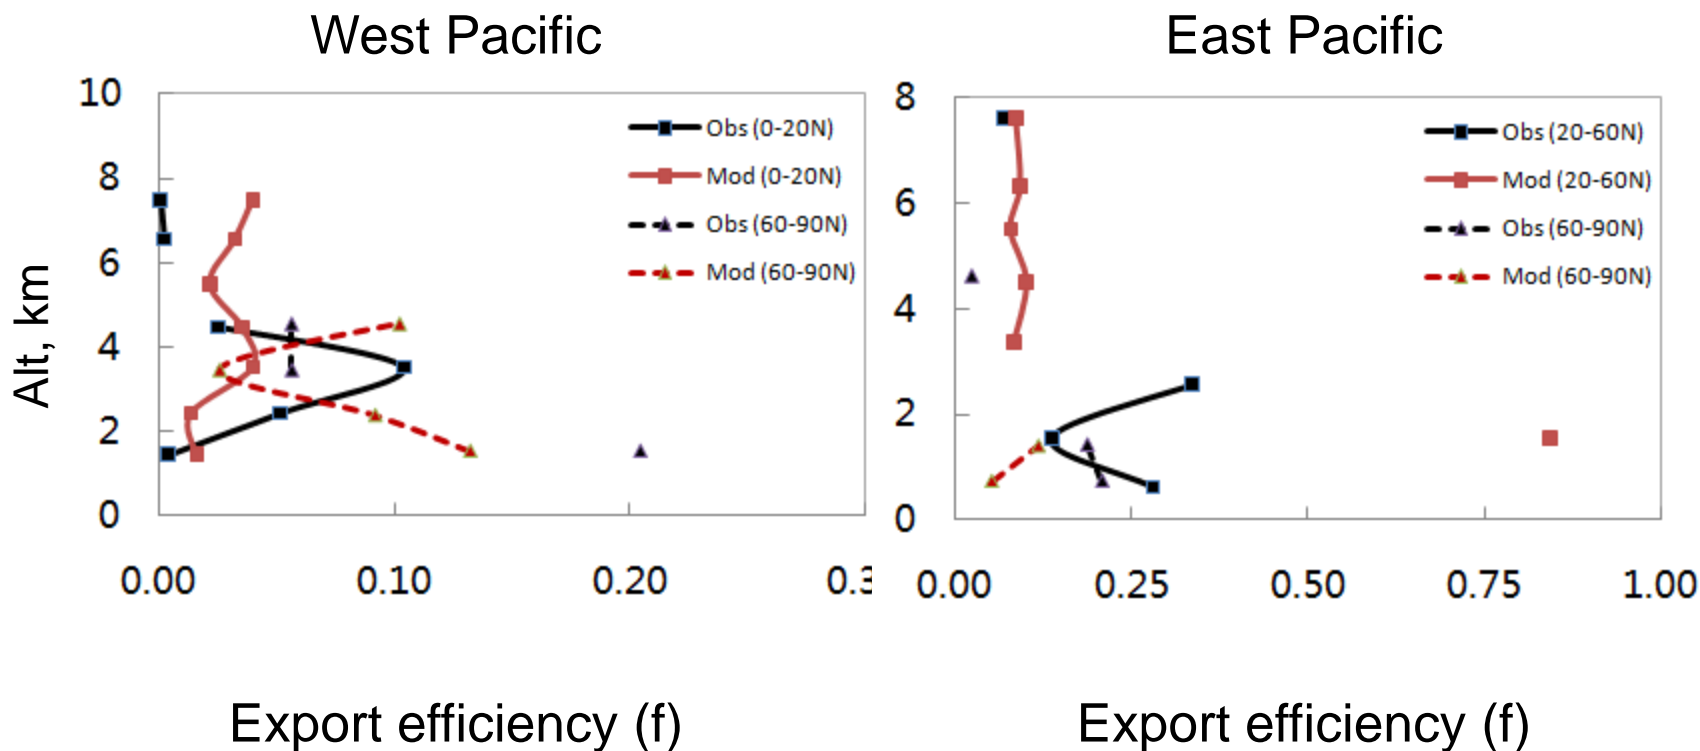 West Pacific
East Pacific
Alt, km
10
8
6
4
2
0
0.00 0.10 0.20 0.3
Obs (0-20N)
Mod (0-20N)
Obs (60-90N)
Mod (60-90N)
8
6
4
2
0
0.00 0.25 0.50 0.75 1.00
Obs (20-60N)
Mod (20-60N)
Obs (60-90N)
Mod (60-90N)
Export efficiency (f)
Export efficiency (f)